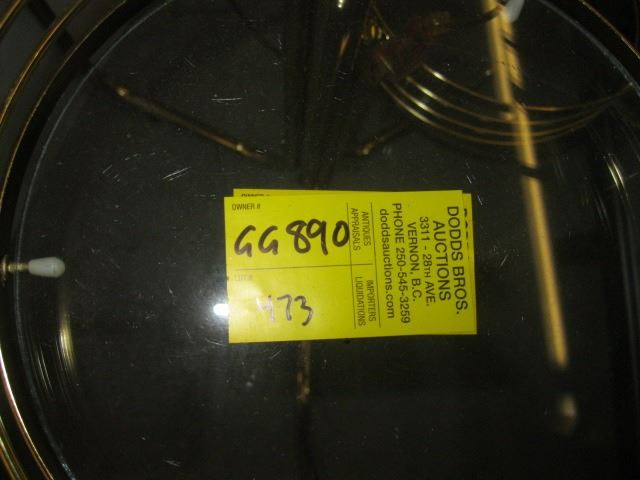 OWNER #
GG890
LOT #
473
DODDS BROS.
AUCTIONS
3311 - 28TH AVE.
VERNON, B.C.
PHONE 250-545-3259
doddsauctions.com
ANTIQUES
APPRAISALS
IMPORTERS
LIQUIDATIONS